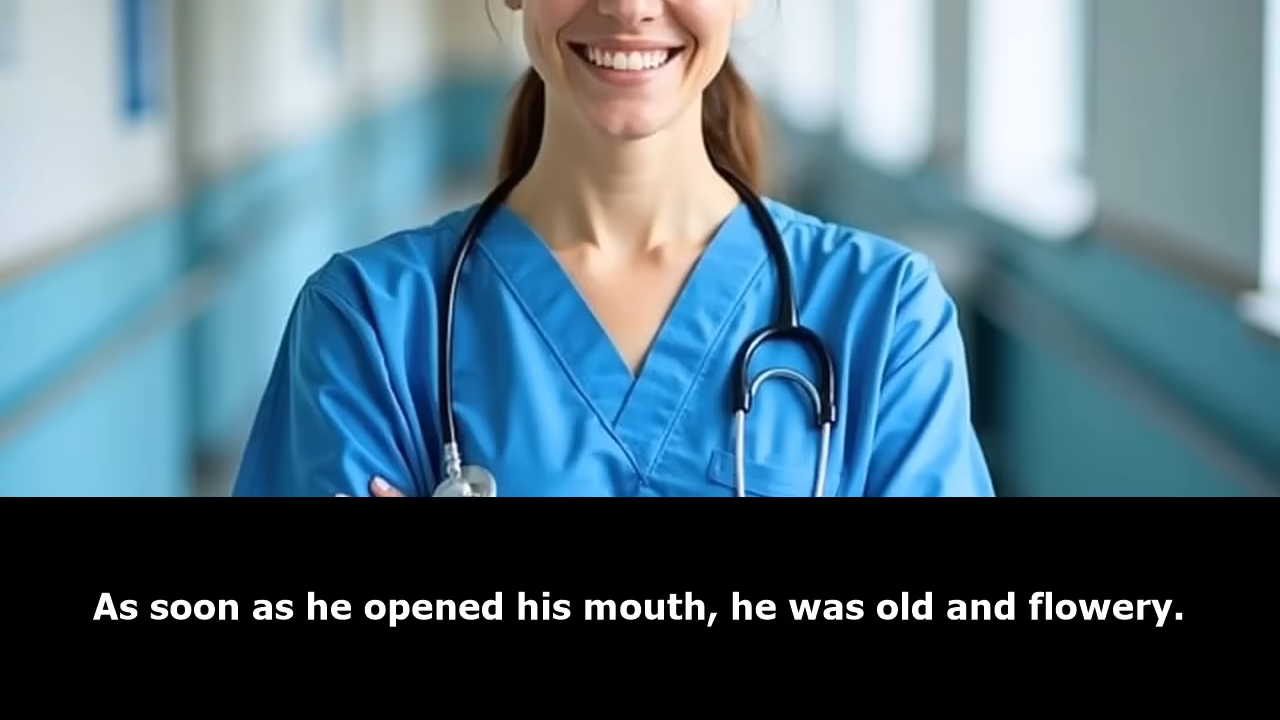 As soon as he opened his mouth, he was old and flowery.